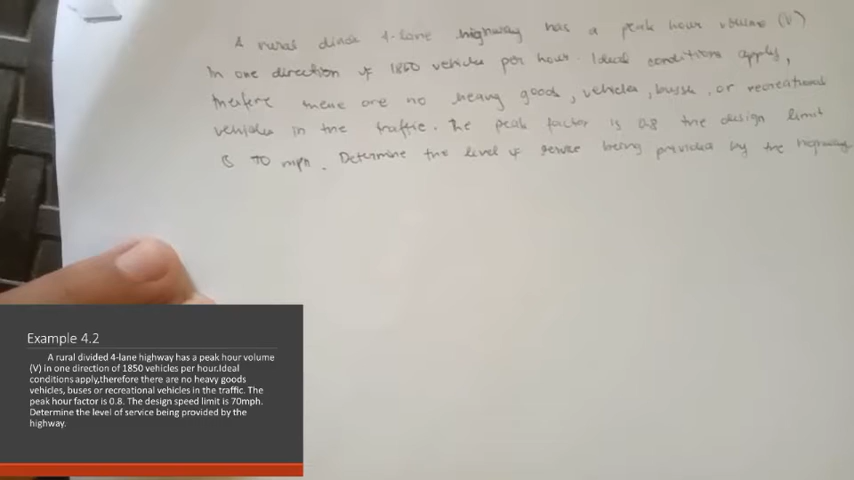 A rural divide 4-lane highway has a peak hour volume (V)
in one direction of 1850 vehicles per hour. Ideal conditions apply,
therefore there are no heavy goods, vehicles, buses, or recreational
vehicles in the traffic. The peak factor is 0.8 the design limit
is 70 mph. Determine the level of service being provided by the highway
Example 4.2
A rural divided 4-lane highway has a peak hour volume
(V) in one direction of 1850 vehicles per hour.Ideal
conditions apply,therefore there are no heavy goods
vehicles, buses or recreational vehicles in the traffic. The
peak hour factor is 0.8. The design speed limit is 70mph.
Determine the level of service being provided by the
highway.